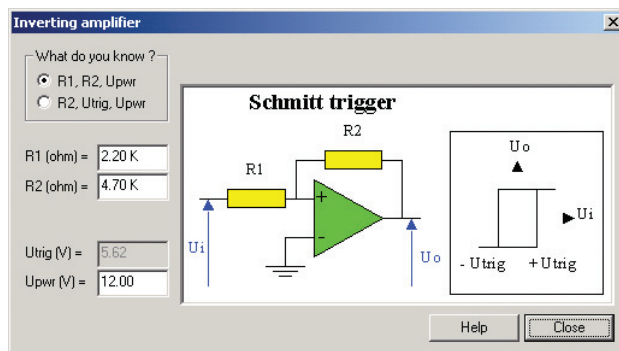 Inverting amplifier
What do you know ?
R1, R2, Upwr
R2, Utrig, Upwr
R1 (ohm) = 2.20 K
R2 (ohm) = 4.70 K
Utrig (V) = 5.62
Upwr (V) = 12.00
Schmitt trigger
R2
R1
+
-
Ui
Uo
Uo
Ui
- Utrig +Utrig
Help Close